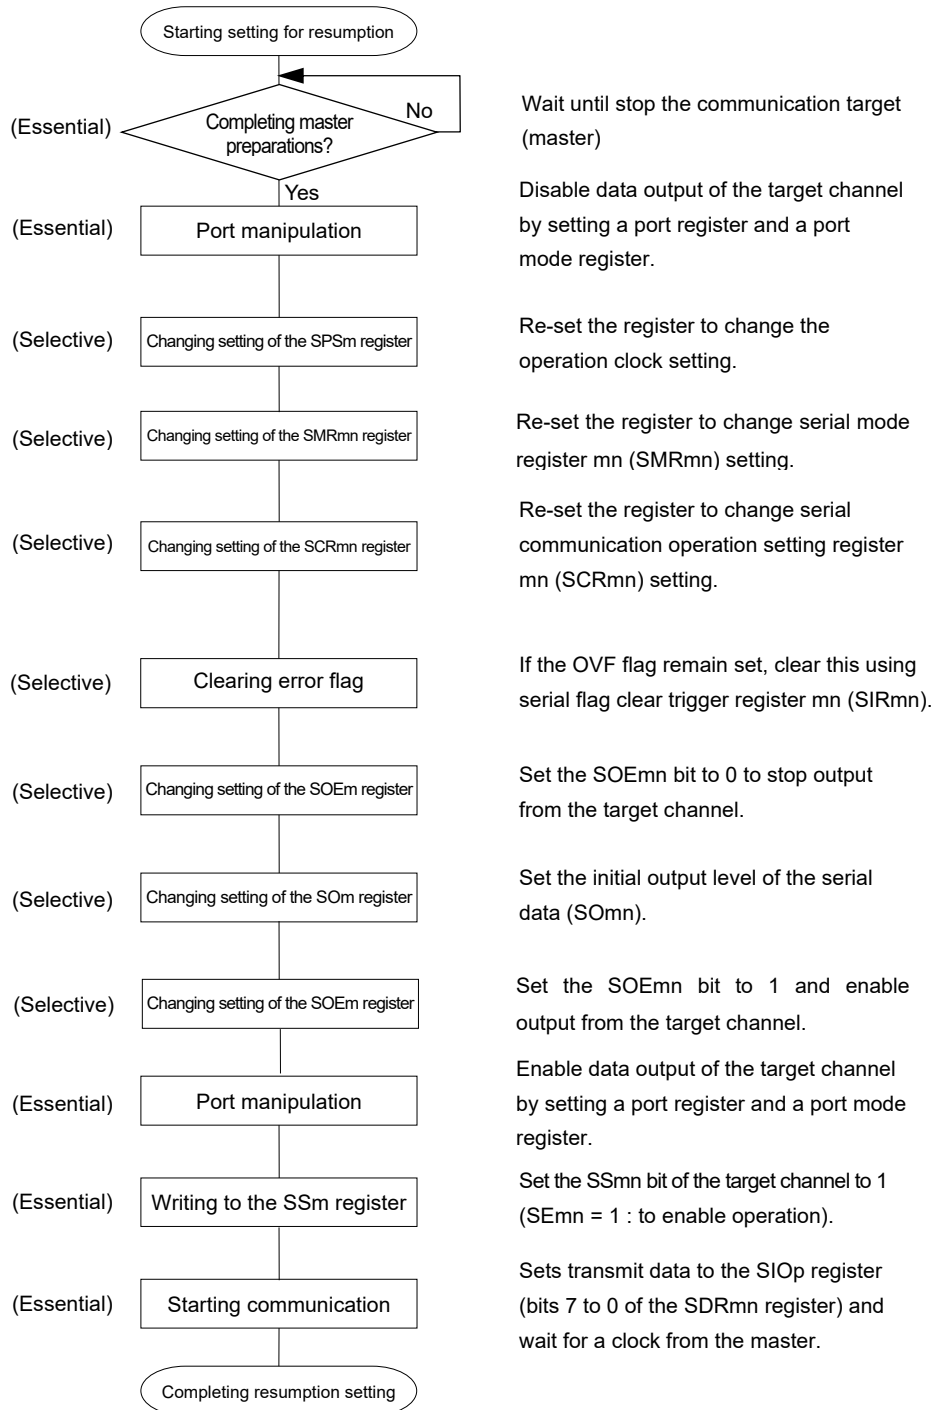 Starting setting for resumption
(Essential)
Completing master
preparations?
No
Wait until stop the communication target
(master)
Yes
(Essential)
Port manipulation
Disable data output of the target channel
by setting a port register and a port
mode register.
(Selective)
Changing setting of the SPSm register
Re-set the register to change the
operation clock setting.
(Selective)
Changing setting of the SMRmn register
Re-set the register to change serial mode
register mn (SMRmn) setting.
(Selective)
Changing setting of the SCRmn register
Re-set the register to change serial
communication operation setting register
mn (SCRmn) setting.
(Selective)
Clearing error flag
If the OVF flag remain set, clear this using
serial flag clear trigger register mn (SIRmn).
(Selective)
Changing setting of the SOEm register
Set the SOEmn bit to 0 to stop output
from the target channel.
(Selective)
Changing setting of the SOm register
Set the initial output level of the serial
data (SOmn).
(Selective)
Changing setting of the SOEm register
Set the SOEmn bit to 1 and enable
output from the target channel.
(Essential)
Port manipulation
Enable data output of the target channel
by setting a port register and a port mode
register.
(Essential)
Writing to the SSm register
Set the SSmn bit of the target channel to 1
(SEmn = 1 : to enable operation).
(Essential)
Starting communication
Sets transmit data to the SIOp register
(bits 7 to 0 of the SDRmn register) and
wait for a clock from the master.
Completing resumption setting